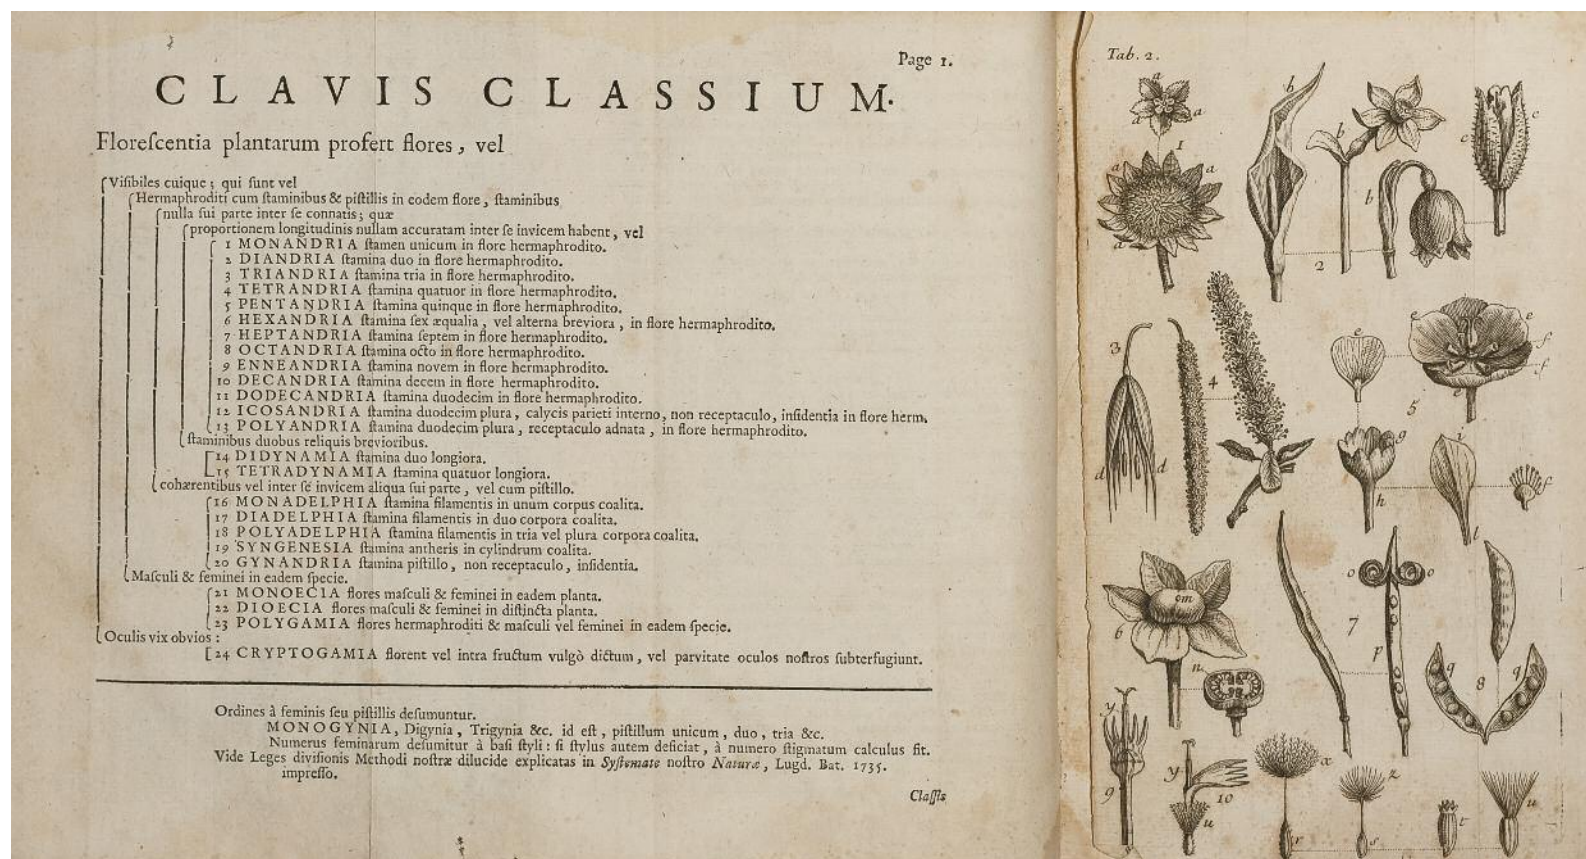 Page 1.
CLAVIS CLASSIUM.
Floreſcentia plantarum profert flores, vel
Viſibiles cuique; qui ſunt vel
Hermaphroditi cum ſtaminibus & piſtillis in eodem flore, ſtaminibus
nulla ſui parte inter ſe connatis; quæ
proportionem longitudinis nullam accuratam inter ſe invicem habent, vel
1 MONANDRIA ſtamen unicum in flore hermaphrodito.
2 DIANDRIA ſtamina duo in flore hermaphrodito.
3 TRIANDRIA ſtamina tria in flore hermaphrodito.
4 TETRANDRIA ſtamina quatuor in flore hermaphrodito.
5 PENTANDRIA ſtamina quinque in flore hermaphrodito.
6 HEXANDRIA ſtamina ſex æqualia, vel alterna breviora, in flore hermaphrodito.
7 HEPTANDRIA ſtamina ſeptem in flore hermaphrodito.
8 OCTANDRIA ſtamina octo in flore hermaphrodito.
9 ENNEANDRIA ſtamina novem in flore hermaphrodito.
10 DECANDRIA ſtamina decem in flore hermaphrodito.
11 DODECANDRIA ſtamina duodecim in flore hermaphrodito.
12 ICOSANDRIA ſtamina duodecim plura, calycis parieti interno, non receptaculo, inſidentia in flore herm.
13 POLYANDRIA ſtamina duodecim plura, receptaculo adnata, in flore hermaphrodito.
ſtaminibus duobus reliquis brevioribus.
14 DIDYNAMIA ſtamina duo longiora.
15 TETRADYNAMIA ſtamina quatuor longiora.
cohærentibus vel inter ſe invicem aliqua ſui parte, vel cum piſtillo.
16 MONADELPHIA ſtamina filamentis in unum corpus coalita.
17 DIADELPHIA ſtamina filamentis in duo corpora coalita.
18 POLYADELPHIA ſtamina filamentis in tria vel plura corpora coalita.
19 SYNGENESIA ſtamina antheris in cylindrum coalita.
20 GYNANDRIA ſtamina piſtillo, non receptaculo, inſidentia.
Maſculi & feminei in eadem ſpecie.
21 MONOECIA flores maſculi & feminei in eadem planta.
22 DIOECIA flores maſculi & feminei in diſtincta planta.
23 POLYGAMIA flores hermaphroditi & maſculi vel feminei in eadem ſpecie.
Oculis vix obvios:
24 CRYPTOGAMIA florent vel intra fructum vulgò dictum, vel parvitate oculos noſtros ſubterfugiunt.
Ordines à feminis ſeu piſtillis deſumuntur.
MONOGYNIA, Digynia, Trigynia &c. id eſt, piſtillum unicum, duo, tria &c.
Numerus feminarum deſumitur à baſi ſtyli: ſi ſtylus autem deficiat, à numero ſtigmatum calculus fit.
Vide Leges diviſionis Methodi noſtræ dilucide explicatas in Syſtemate noſtro Naturæ, Lugd. Bat. 1735.
impreſſo.
Claſſis
Tab. 2.
a
a a
1
a a
a
b
b
b
c c
2
3
d d
4
e
e e
f
f
e
5
g
h
i
l
f
6
m
n
7
o o
p
8
q q
9
y
10
y
u
x
r
z
s
t
u